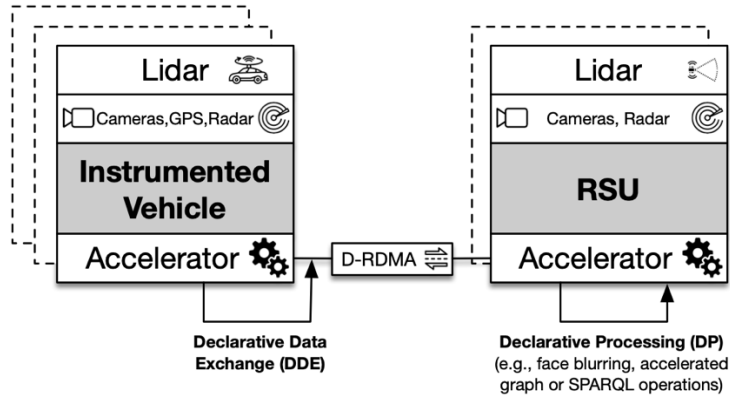 Lidar
Cameras,GPS,Radar
Instrumented
Vehicle
Accelerator
D-RDMA
Declarative Data
Exchange (DDE)
Lidar
Cameras, Radar
RSU
Accelerator
Declarative Processing (DP)
(e.g., face blurring, accelerated
graph or SPARQL operations)